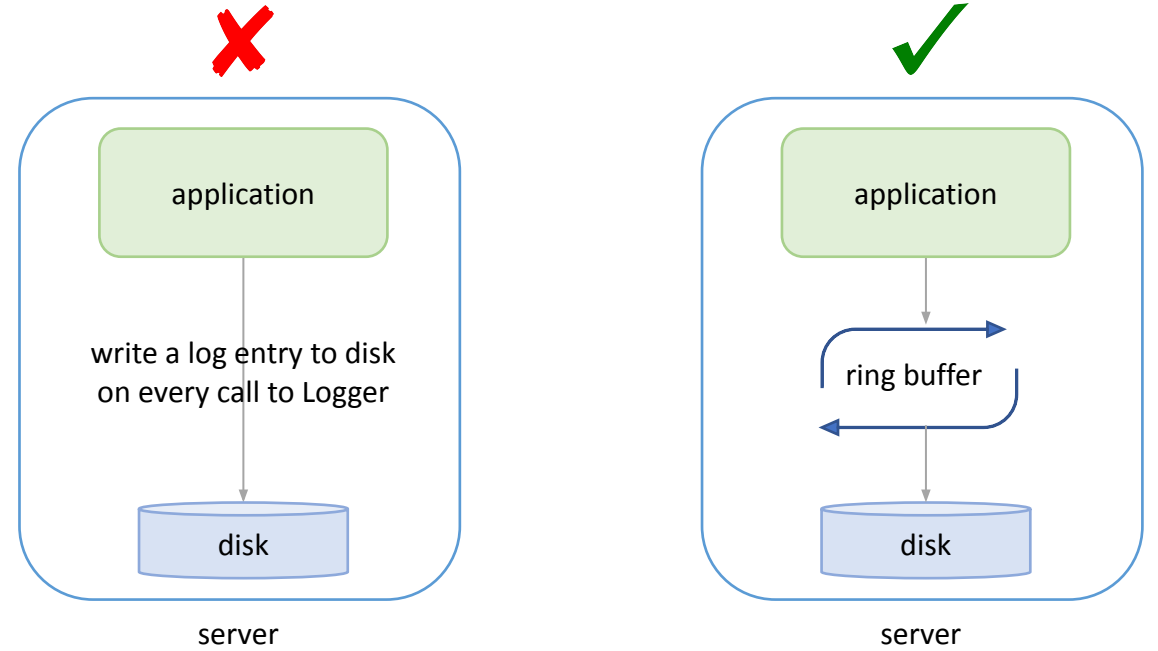 application
write a log entry to disk
on every call to Logger
disk
server
application
ring buffer
disk
server